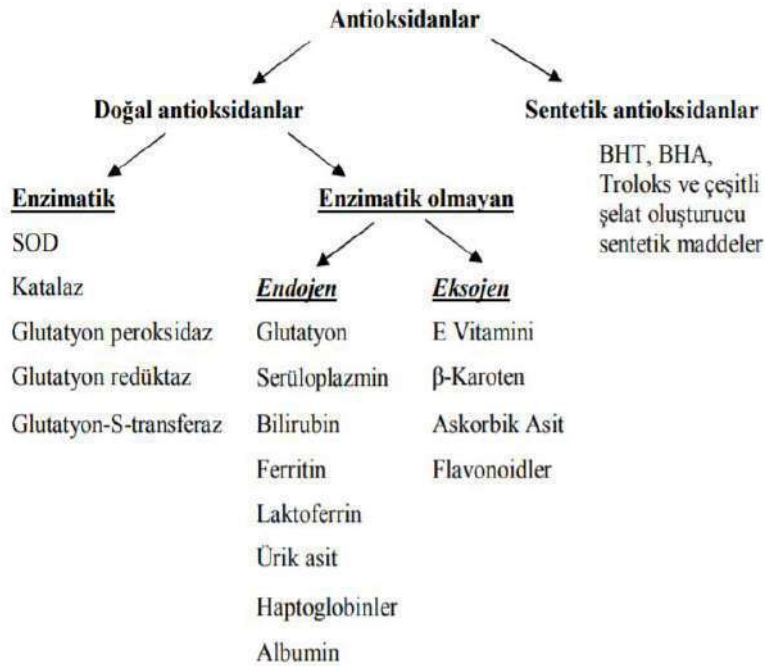 Antioksidanlar
Doğal antioksidanlar
Sentetik antioksidanlar
BHT, BHA,
Troloks ve çeşitli
şelat oluşturucu
sentetik maddeler
Enzimatik
SOD
Katalaz
Glutatyon peroksidaz
Glutatyon redüktaz
Glutatyon-S-transferaz
Enzimatik olmayan
Endojen
Glutatyon
Serüloplazmin
Bilirubin
Ferritin
Laktoferrin
Ürik asit
Haptoglobinler
Albumin
Eksojen
E Vitamini
β-Karoten
Askorbik Asit
Flavonoidler